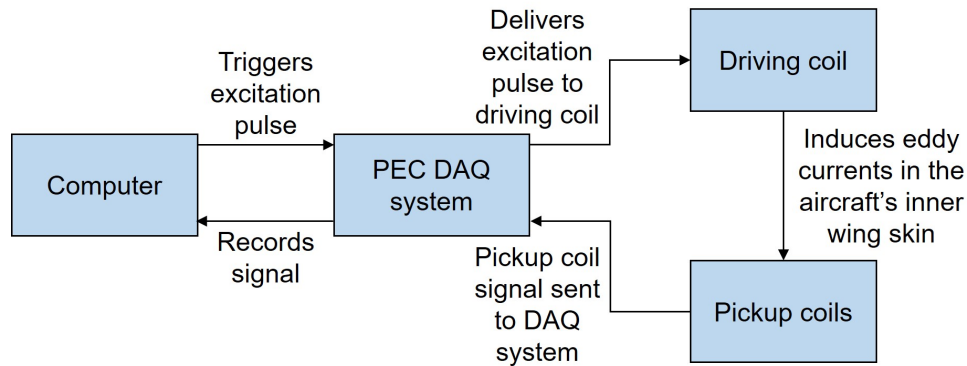 Computer
Triggers
excitation
pulse
Records
signal
PEC DAQ
system
Delivers
excitation
pulse to
driving coil
Pickup coil
signal sent
to DAQ
system
Driving coil
Induces eddy
currents in the
aircraft's inner
wing skin
Pickup coils